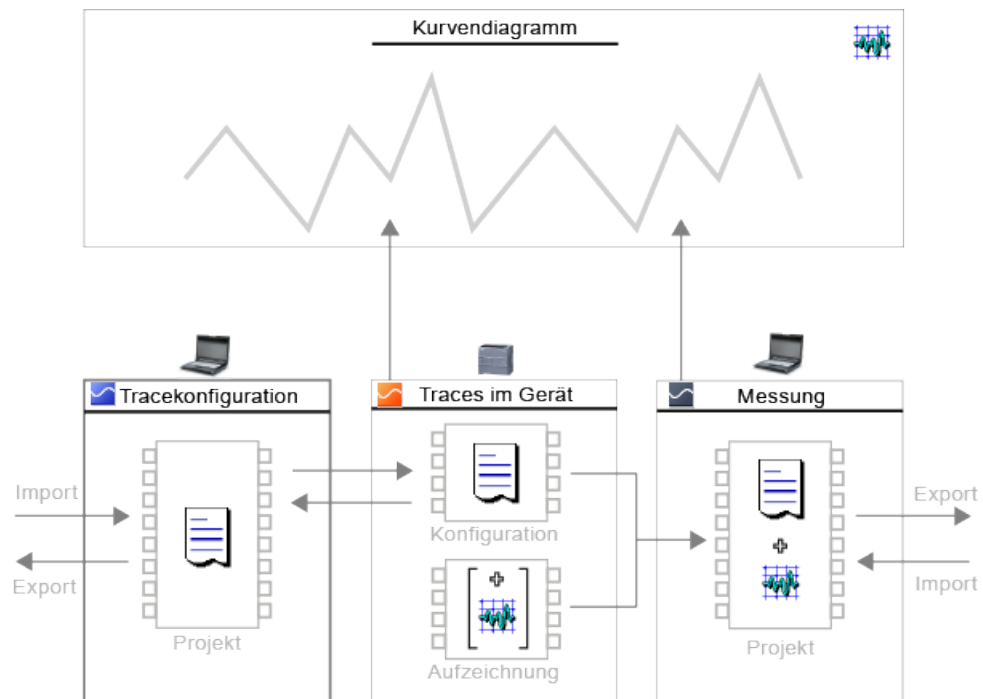 Kurvendiagramm
Tracekonfiguration
Traces im Gerät
Messung
Import
Export
Projekt
Konfiguration
Aufzeichnung
Projekt
Export
Import